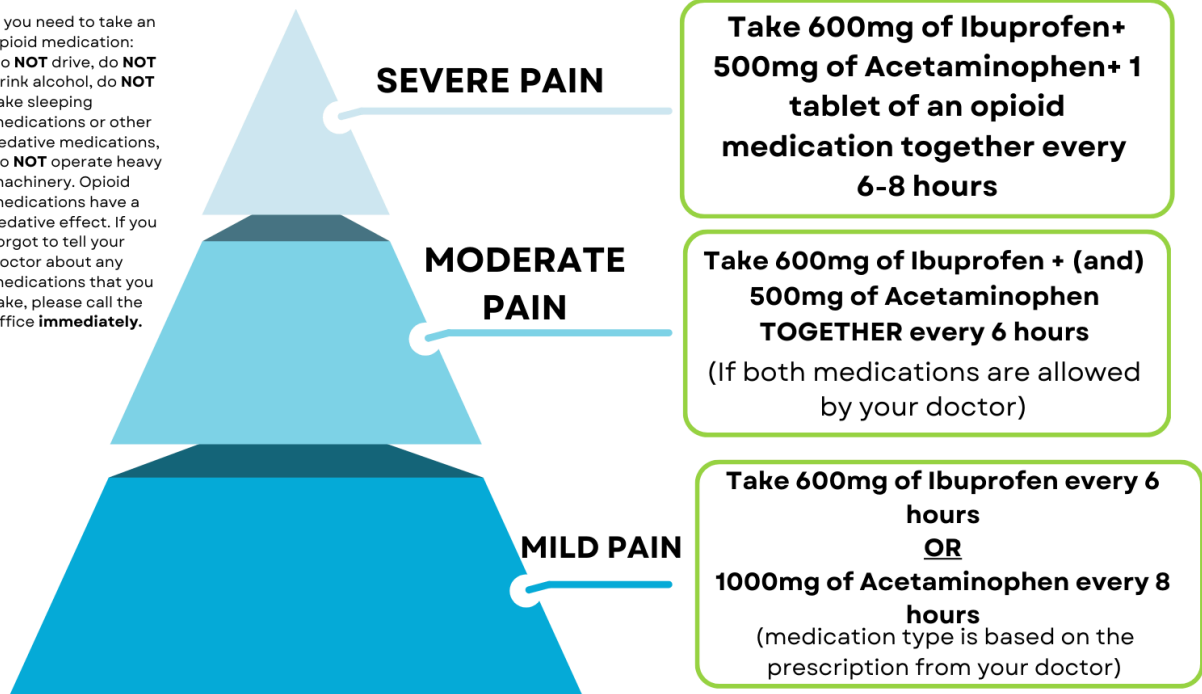 you need to take an
pioid medication:
o NOT drive, do NOT
rink alcohol, do NOT
ake sleeping
edications or other
edative medications,
o NOT operate heavy
achinery. Opioid
edications have a
edative effect. If you
orgot to tell your
octor about any
edications that you
ake, please call the
ffice immediately.
SEVERE PAIN
Take 600mg of Ibuprofen+
500mg of Acetaminophen+ 1
tablet of an opioid
medication together every
6-8 hours
MODERATE
PAIN
Take 600mg of Ibuprofen + (and)
500mg of Acetaminophen
TOGETHER every 6 hours
(If both medications are allowed
by your doctor)
MILD PAIN
Take 600mg of Ibuprofen every 6
hours
OR
1000mg of Acetaminophen every 8
hours
(medication type is based on the
prescription from your doctor)